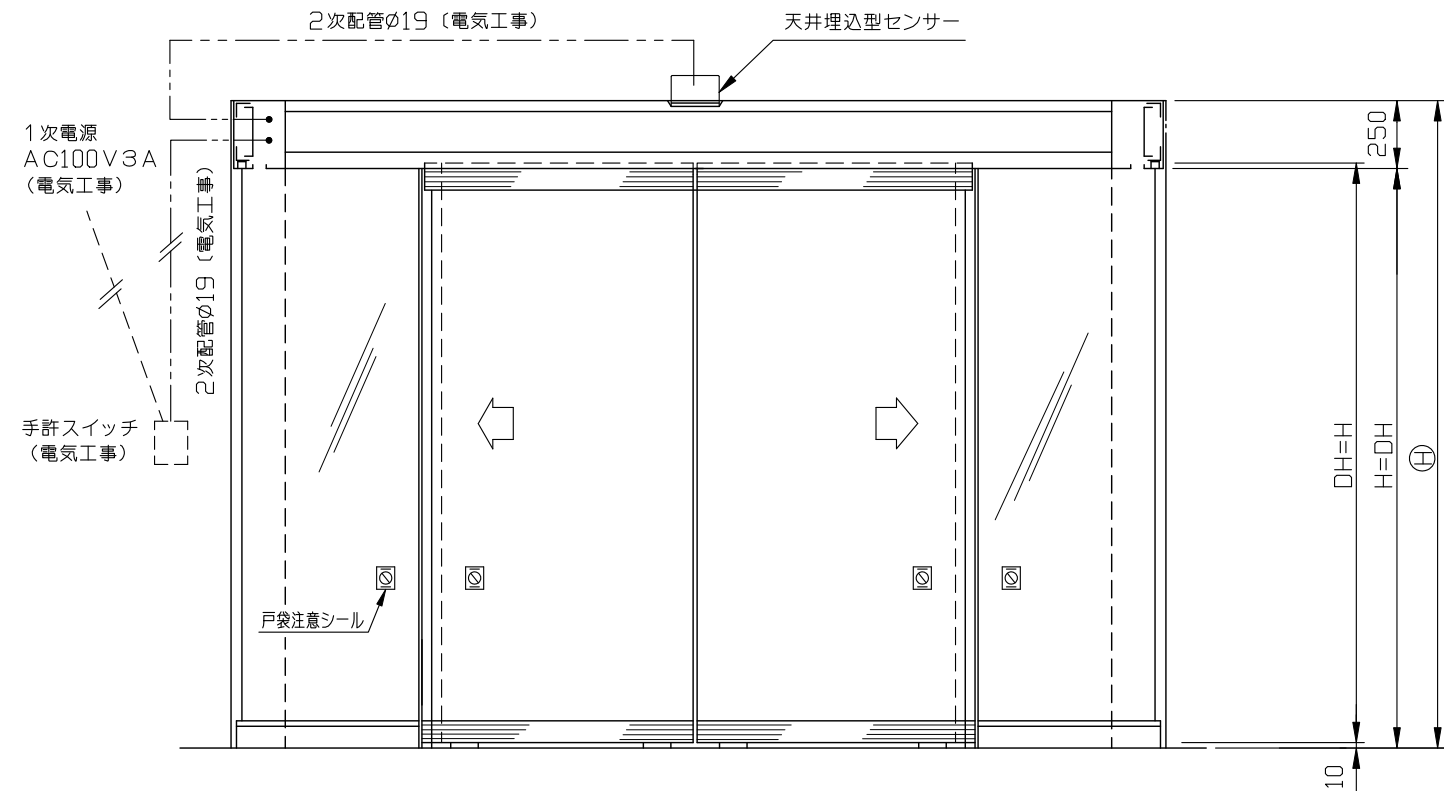 2次配管Ø19（電気工事）
天井埋込型センサー
1次電源
AC100V3A
（電気工事）
2次配管Ø19（電気工事）
250
手許スイッチ
（電気工事）
戸袋注意シール
DH=H
H=DH
Ⓗ
10